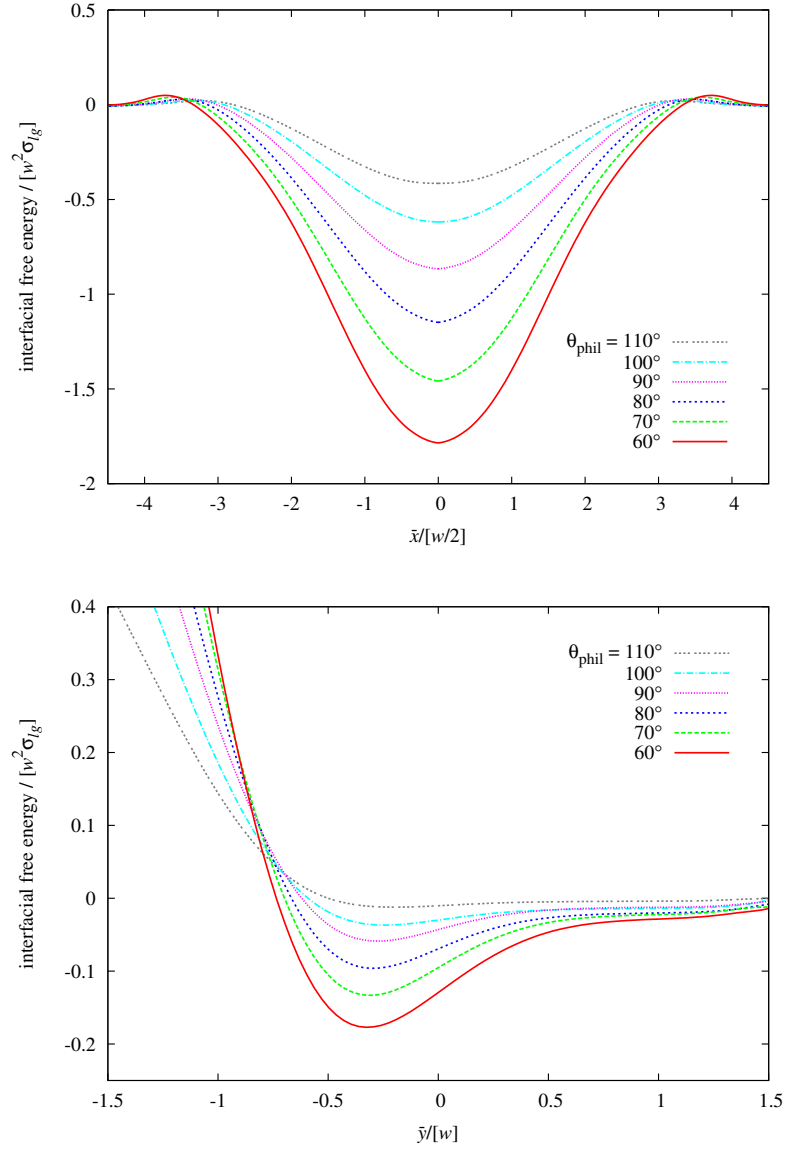 0.5
0
-0.5
-1
-1.5
-2
interfacial free energy / [w²σ_lg]
θ_phil = 110°
100°
90°
80°
70°
60°
-4 -3 -2 -1 0 1 2 3 4
x̄/[w/2]
0.4
0.3
0.2
0.1
0
-0.1
-0.2
interfacial free energy / [w²σ_lg]
θ_phil = 110°
100°
90°
80°
70°
60°
-1.5 -1 -0.5 0 0.5 1 1.5
ȳ/[w]